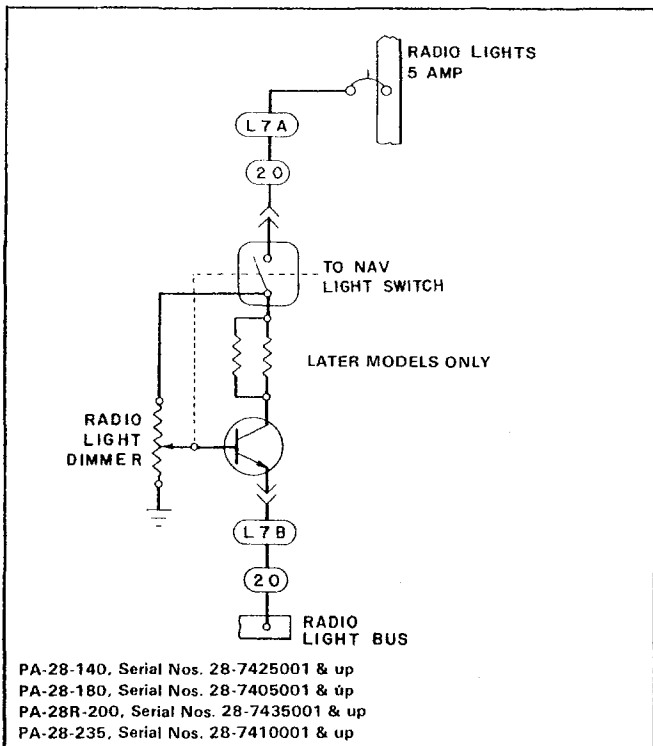 RADIO LIGHTS
5 AMP
L7A
20
TO NAV
LIGHT SWITCH
LATER MODELS ONLY
RADIO
LIGHT
DIMMER
L7B
20
RADIO
LIGHT BUS
PA-28-140, Serial Nos. 28-7425001 & up
PA-28-180, Serial Nos. 28-7405001 & up
PA-28R-200, Serial Nos. 28-7435001 & up
PA-28-235, Serial Nos. 28-7410001 & up